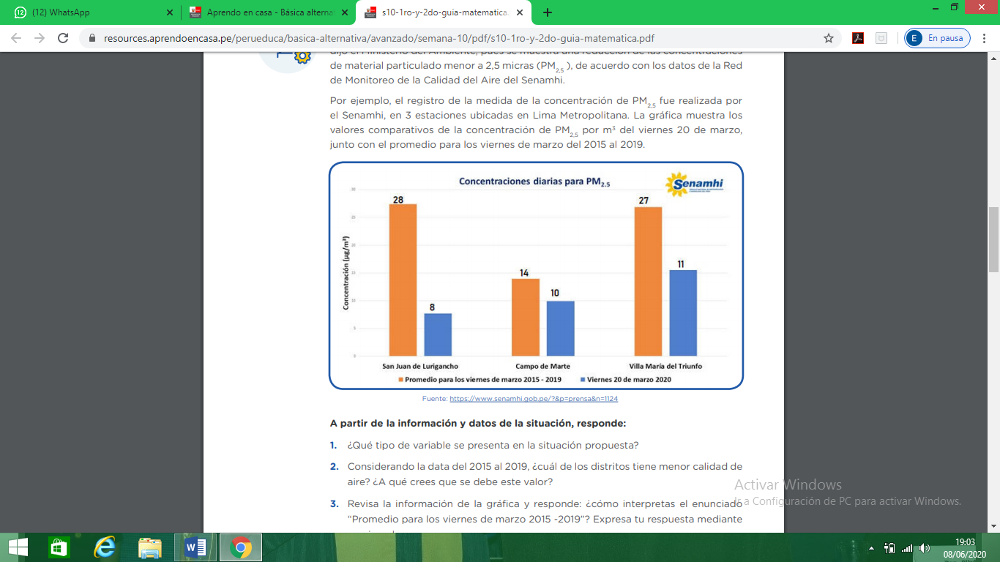 (12) WhatsApp
Aprendo en casa - Básica alterna
s10-1ro-y-2do-guia-matematica.
resources.aprendoencasa.pe/perueduca/basica-alternativa/avanzado/semana-10/pdf/s10-1ro-y-2do-guia-matematica.pdf
E En pausa
dijo el Ministerio del Ambiente, pues se muestra una reducción de las concentraciones
de material particulado menor a 2,5 micras (PM2,5 ), de acuerdo con los datos de la Red
de Monitoreo de la Calidad del Aire del Senamhi.
Por ejemplo, el registro de la medida de la concentración de PM2,5 fue realizada por
el Senamhi, en 3 estaciones ubicadas en Lima Metropolitana. La gráfica muestra los
valores comparativos de la concentración de PM2,5 por m³ del viernes 20 de marzo,
junto con el promedio para los viernes de marzo del 2015 al 2019.
Concentraciones diarias para PM2.5
Senamhi
Concentración (µg/m³)
30
25
20
15
10
5
0
28
8
14
10
27
11
San Juan de Lurigancho
Campo de Marte
Villa María del Triunfo
Promedio para los viernes de marzo 2015 - 2019
Viernes 20 de marzo 2020
Fuente: https://www.senamhi.gob.pe/?&p=prensa&n=1124
A partir de la información y datos de la situación, responde:
1. ¿Qué tipo de variable se presenta en la situación propuesta?
2. Considerando la data del 2015 al 2019, ¿cuál de los distritos tiene menor calidad de
aire? ¿A qué crees que se debe este valor?
3. Revisa la información de la gráfica y responde: ¿cómo interpretas el enunciado
“Promedio para los viernes de marzo 2015 -2019”? Expresa tu respuesta mediante
Activar Windows
Ir a Configuración de PC para activar Windows.
19:03
08/06/2020